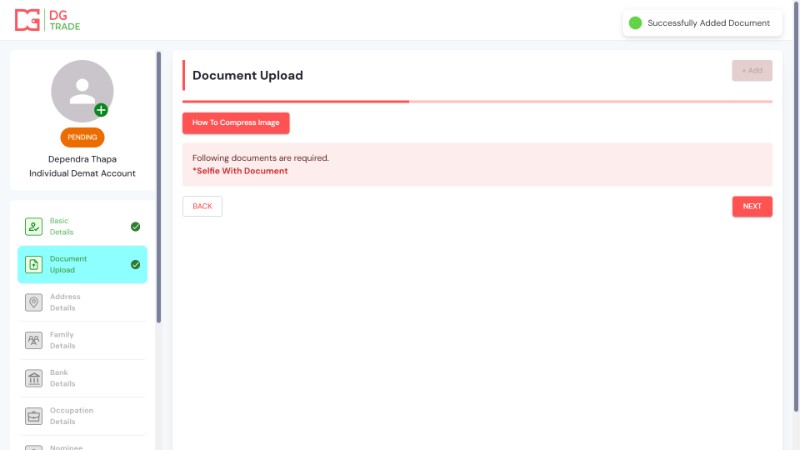 DG
TRADE
Successfully Added Document
PENDING
Dependra Thapa
Individual Demat Account
Basic
Details
Document
Upload
Address
Details
Family
Details
Bank
Details
Occupation
Details
Nominee
Document Upload
+ Add
How To Compress Image
Following documents are required.
*Selfie With Document
BACK
NEXT